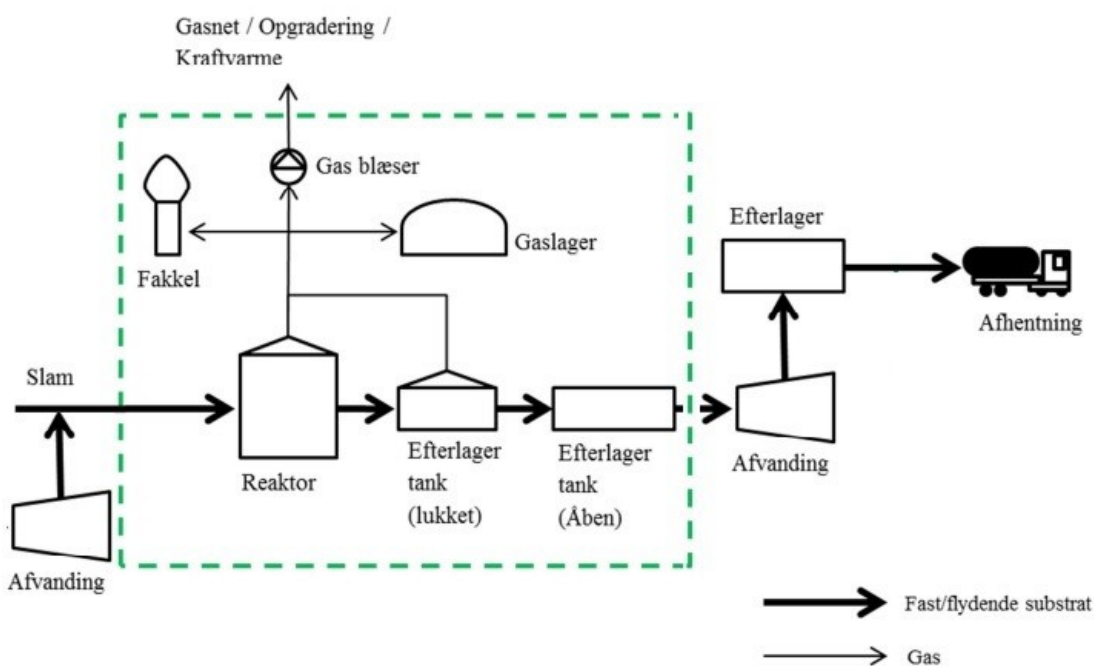 Gasnet / Opgradering /
Kraftvarme
Gas blæser
Fakkel
Gaslager
Efterlager
Afhentning
Slam
Reaktor
Efterlager
tank
(lukket)
Efterlager
tank
(Åben)
Afvanding
Afvanding
Fast/flydende substrat
Gas